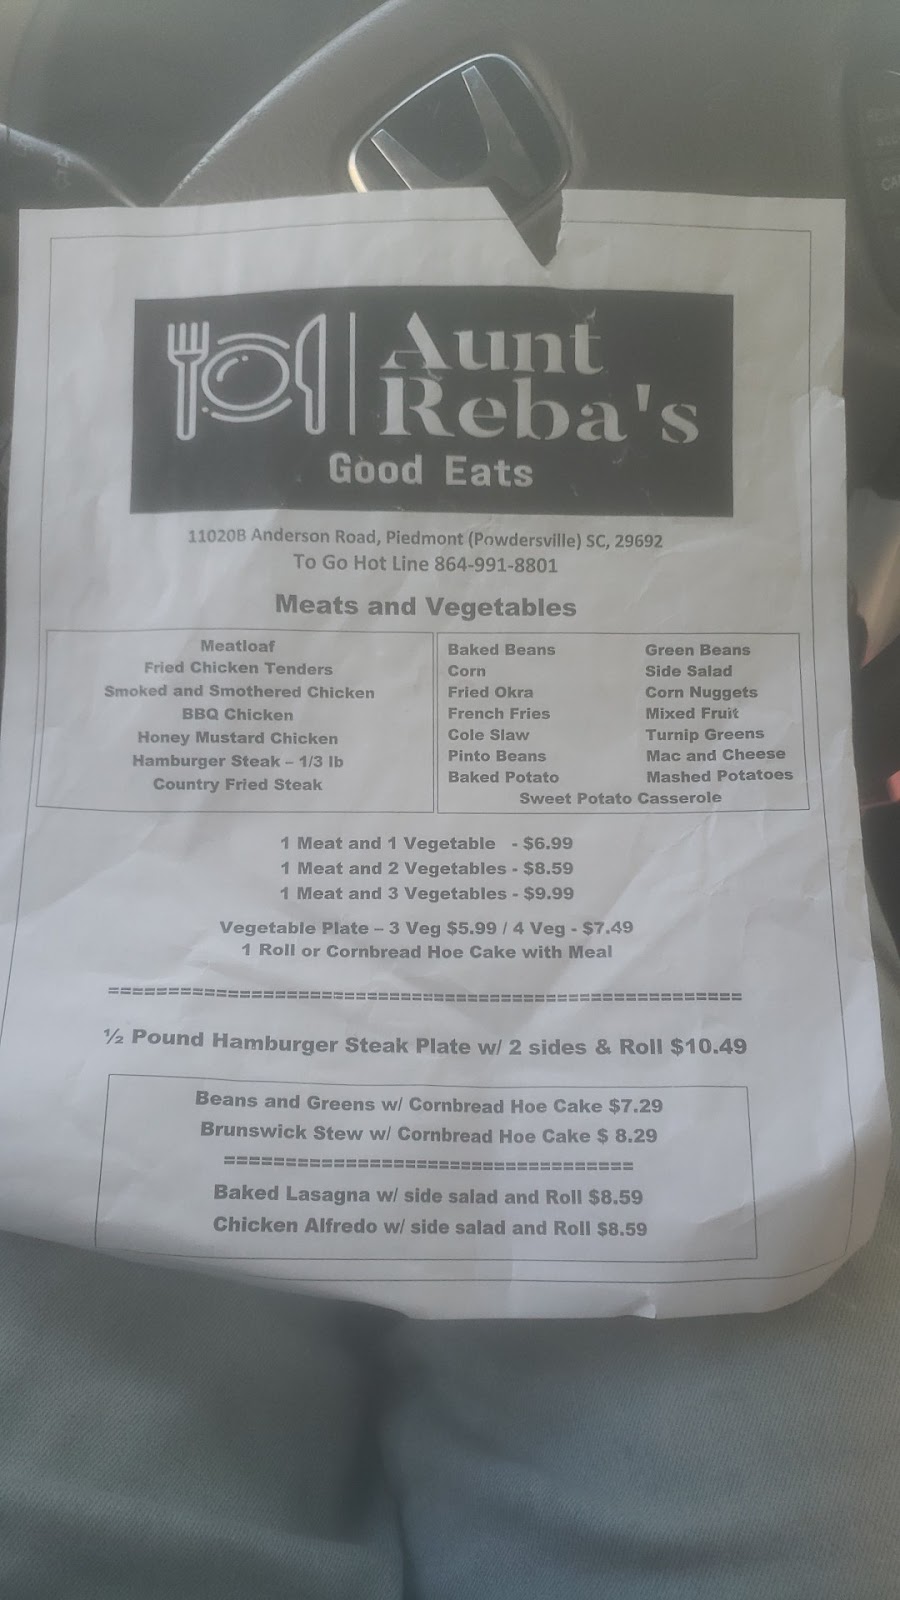 Aunt
Reba's
Good Eats
11020B Anderson Road, Piedmont (Powdersville) SC, 29692
To Go Hot Line 864-991-8801
Meats and Vegetables
Meatloaf
Fried Chicken Tenders
Smoked and Smothered Chicken
BBQ Chicken
Honey Mustard Chicken
Hamburger Steak – 1/3 lb
Country Fried Steak
Baked Beans
Corn
Fried Okra
French Fries
Cole Slaw
Pinto Beans
Baked Potato
Green Beans
Side Salad
Corn Nuggets
Mixed Fruit
Turnip Greens
Mac and Cheese
Mashed Potatoes
Sweet Potato Casserole
1 Meat and 1 Vegetable - $6.99
1 Meat and 2 Vegetables - $8.59
1 Meat and 3 Vegetables - $9.99
Vegetable Plate – 3 Veg $5.99 / 4 Veg - $7.49
1 Roll or Cornbread Hoe Cake with Meal
½ Pound Hamburger Steak Plate w/ 2 sides & Roll $10.49
Beans and Greens w/ Cornbread Hoe Cake $7.29
Brunswick Stew w/ Cornbread Hoe Cake $ 8.29
Baked Lasagna w/ side salad and Roll $8.59
Chicken Alfredo w/ side salad and Roll $8.59